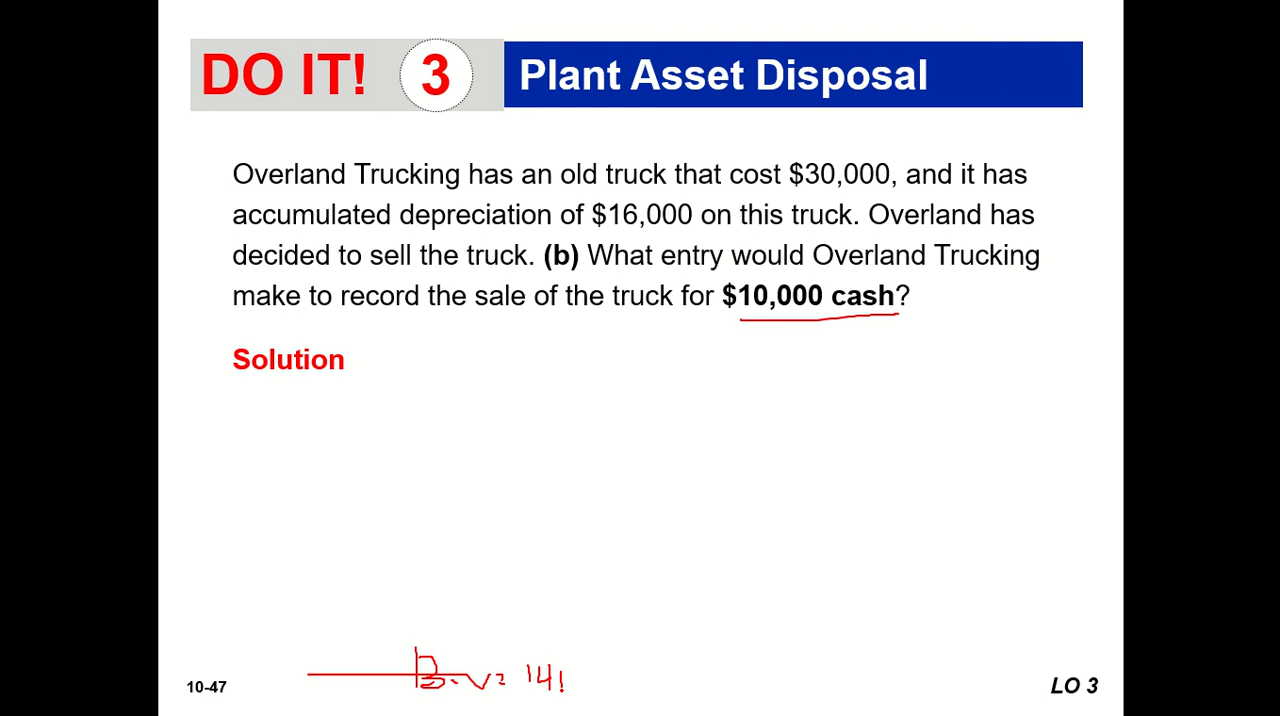 DO IT! 3 Plant Asset Disposal
Overland Trucking has an old truck that cost $30,000, and it has
accumulated depreciation of $16,000 on this truck. Overland has
decided to sell the truck. (b) What entry would Overland Trucking
make to record the sale of the truck for $10,000 cash?
Solution
B.V= 14
10-47
LO 3